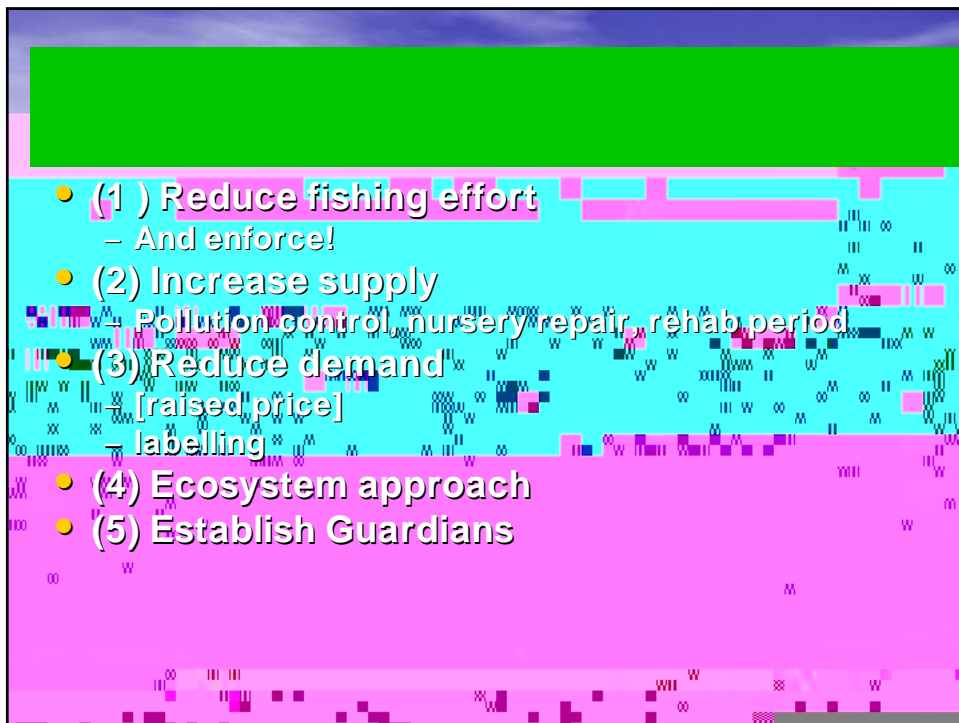 • (1 ) Reduce fishing effort
– And enforce!
• (2) Increase supply
– Pollution control, nursery repair, rehab period
• (3) Reduce demand
– [raised price]
– labelling
• (4) Ecosystem approach
• (5) Establish Guardians